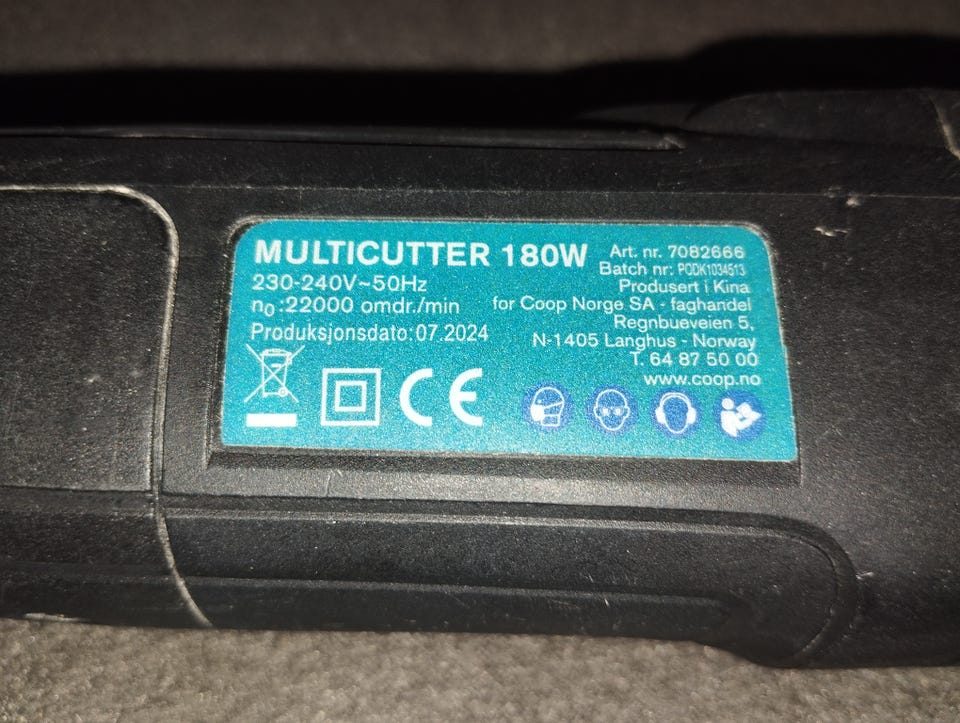 MULTICUTTER 180W
230-240V~50Hz
n0:22000 omdr./min
Produksjonsdato:07.2024
CE
Art. nr. 7082666
Batch nr: PODK1034513
Produsert i Kina
for Coop Norge SA - faghandel
Regnbueveien 5,
N-1405 Langhus - Norway
T. 64 87 50 00
www.coop.no